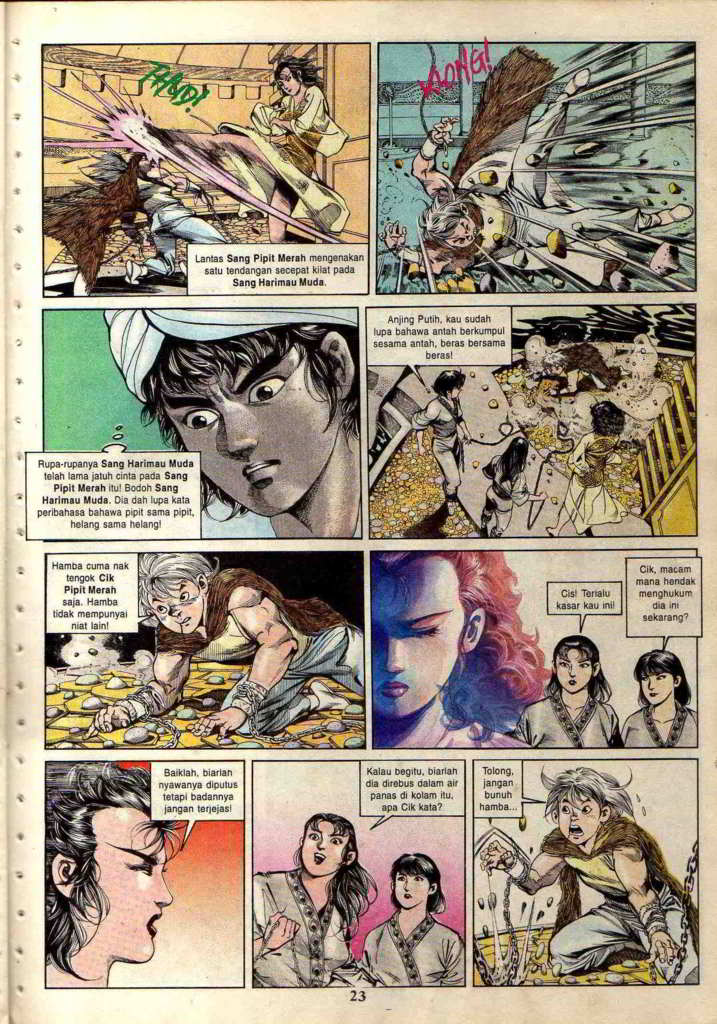 THUD!
KLONG!
Lantas Sang Pipit Merah mengenakan
satu tendangan secepat kilat pada
Sang Harimau Muda.
Rupa-rupanya Sang Harimau Muda
telah lama jatuh cinta pada Sang
Pipit Merah itu! Bodoh Sang
Harimau Muda. Dia dah lupa kata
peribahasa bahawa pipit sama pipit,
helang sama helang!
Anjing Putih, kau sudah
lupa bahawa antah berkumpul
sesama antah, beras bersama
beras!
Hamba cuma nak
tengok Cik
Pipit Merah
saja. Hamba
tidak mempunyai
niat lain!
Cis! Terlalu
kasar kau ini!
Cik, macam
mana hendak
menghukum
dia ini
sekarang?
Baiklah, biarlan
nyawanya diputus
tetapi badannya
jangan terjejas!
Kalau begitu, biarlah
dia direbus dalam air
panas di kolam itu,
apa Cik kata?
Tolong,
jangan
bunuh
hamba...
23